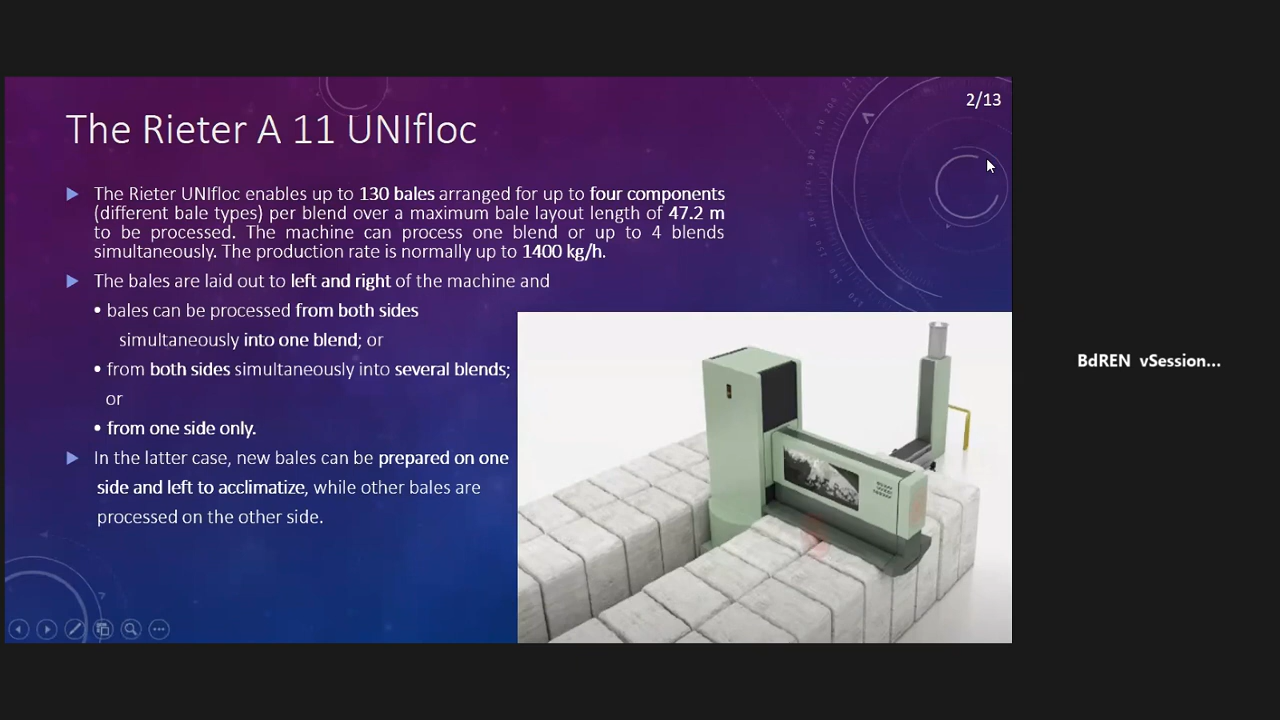 2/13
The Rieter A 11 UNIfloc
The Rieter UNIfloc enables up to 130 bales arranged for up to four components
(different bale types) per blend over a maximum bale layout length of 47.2 m
to be processed. The machine can process one blend or up to 4 blends
simultaneously. The production rate is normally up to 1400 kg/h.
The bales are laid out to left and right of the machine and
• bales can be processed from both sides
simultaneously into one blend; or
• from both sides simultaneously into several blends;
or
• from one side only.
In the latter case, new bales can be prepared on one
side and left to acclimatize, while other bales are
processed on the other side.
BdREN vSession...